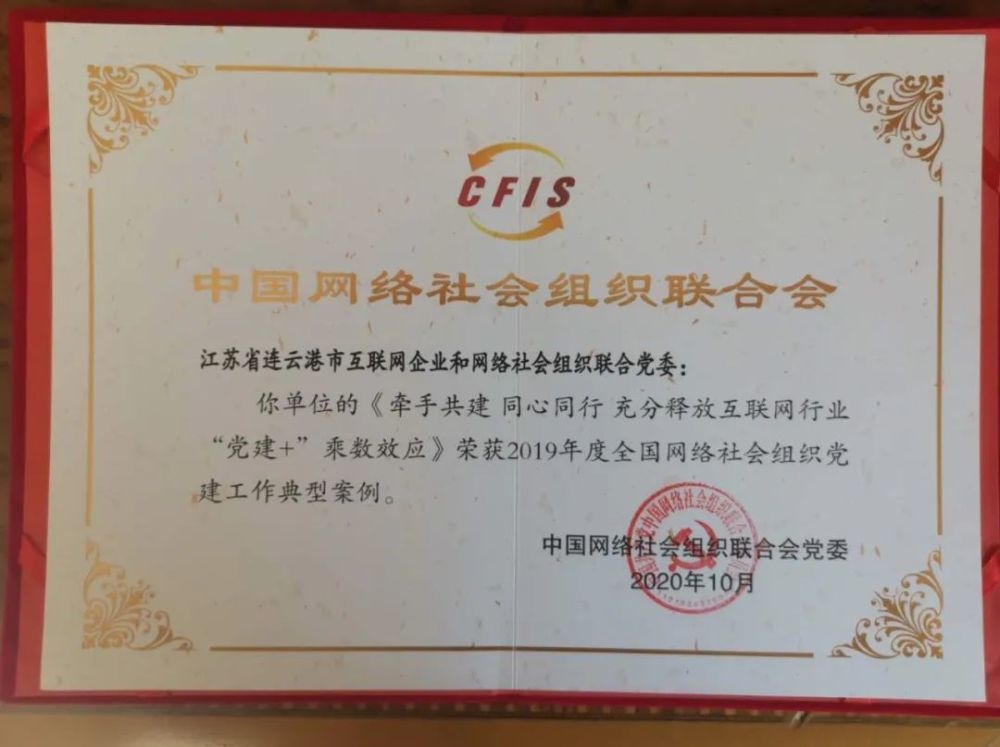 CFIS
中国网络社会组织联合会
江苏省连云港市互联网企业和网络社会组织联合党委：
你单位的《牵手共建 同心同行 充分释放互联网行业
“党建+”乘数效应》荣获2019年度全国网络社会组织党
建工作典型案例。
中国网络社会组织联合会党委
2020年10月